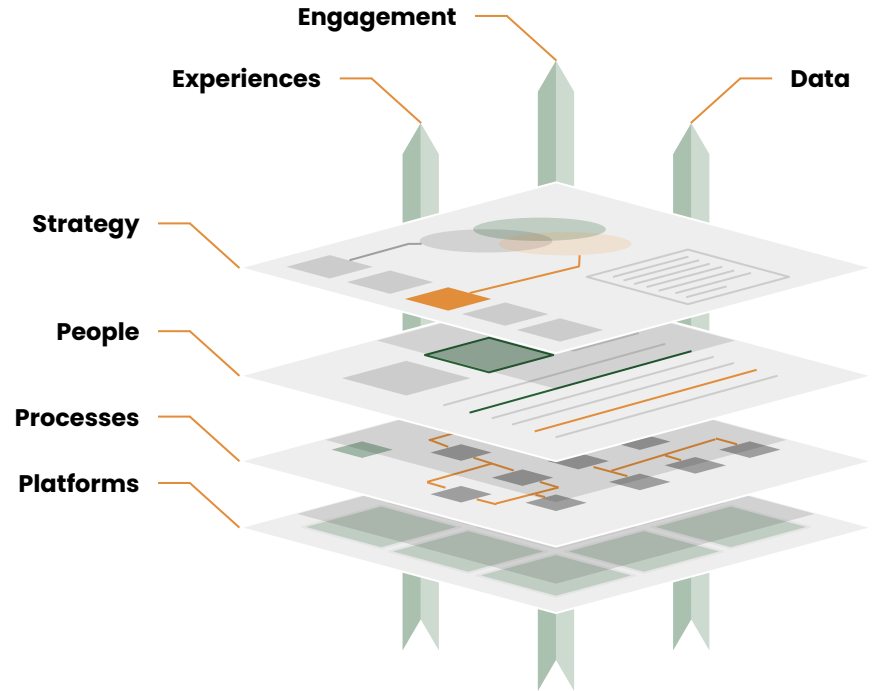 Engagement
Experiences
Data
Strategy
People
Processes
Platforms